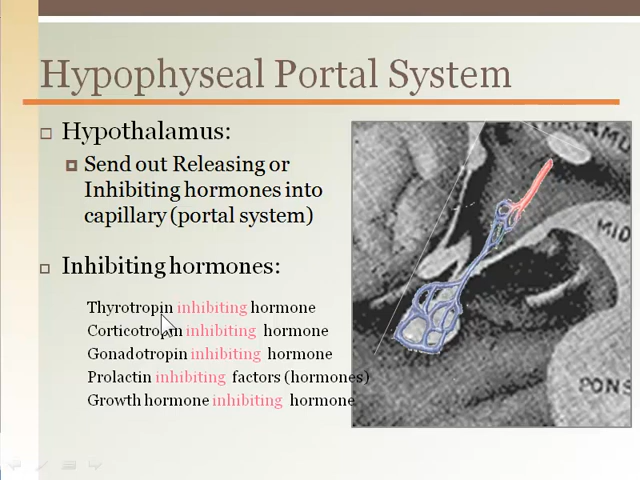 Hypophyseal Portal System
Hypothalamus:
Send out Releasing or
Inhibiting hormones into
capillary (portal system)
Inhibiting hormones:
Thyrotropin inhibiting hormone
Corticotropin inhibiting hormone
Gonadotropin inhibiting hormone
Prolactin inhibiting factors (hormones)
Growth hormone inhibiting hormone
MID
PONS